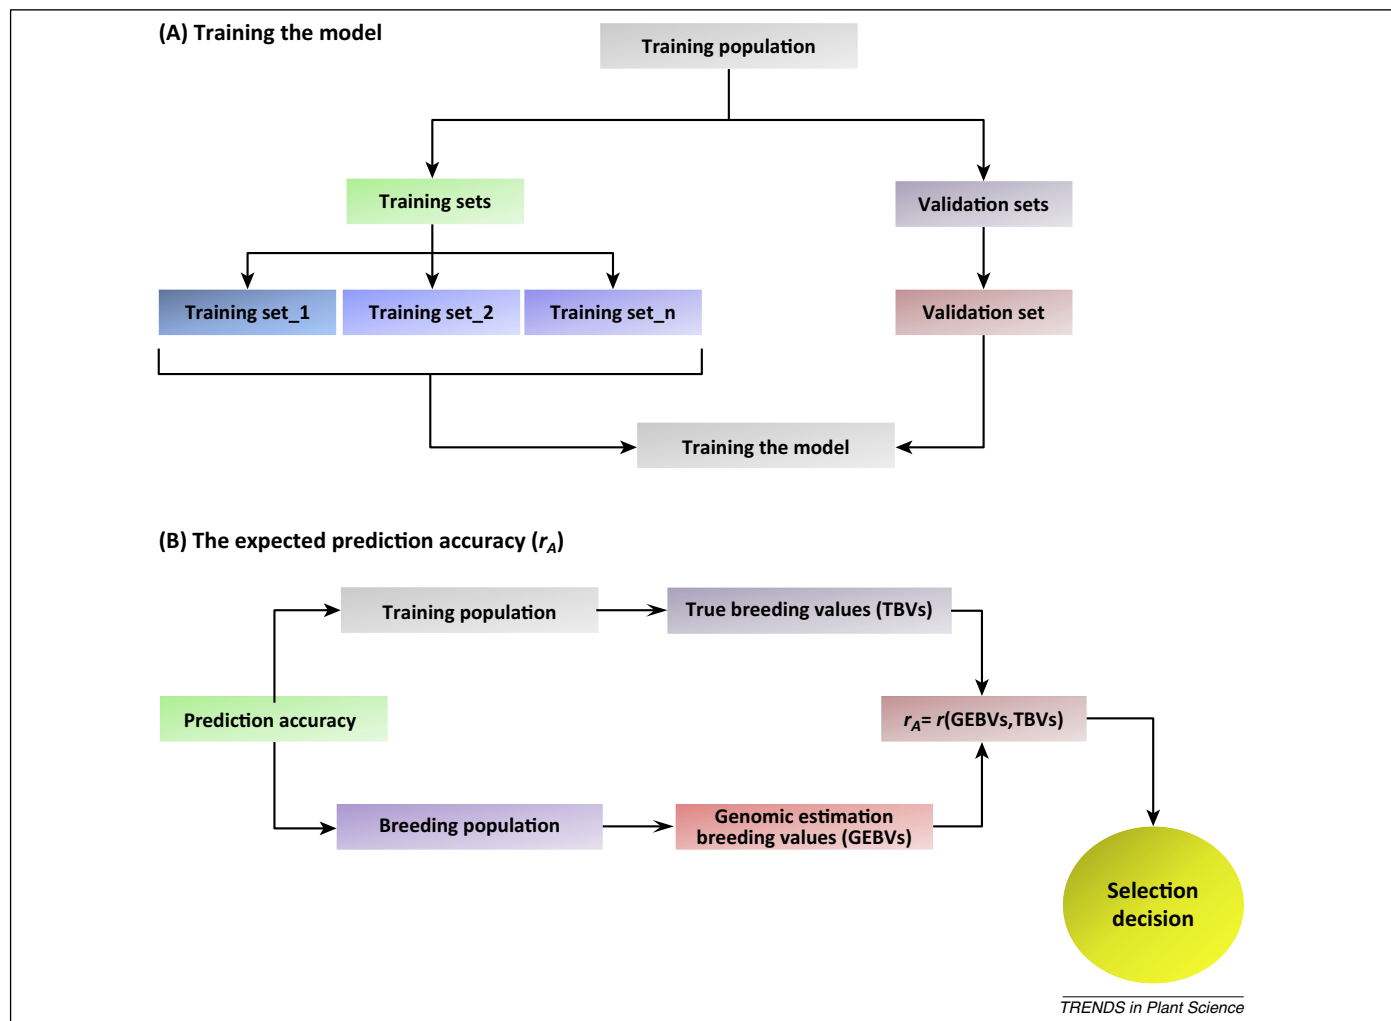 (A) Training the model
Training population
Training sets
Validation sets
Training set_1
Training set_2
Training set_n
Validation set
Training the model
(B) The expected prediction accuracy (r_A)
Training population
True breeding values (TBVs)
Prediction accuracy
r_A= r(GEBVs,TBVs)
Breeding population
Genomic estimation
breeding values (GEBVs)
Selection
decision
TRENDS in Plant Science